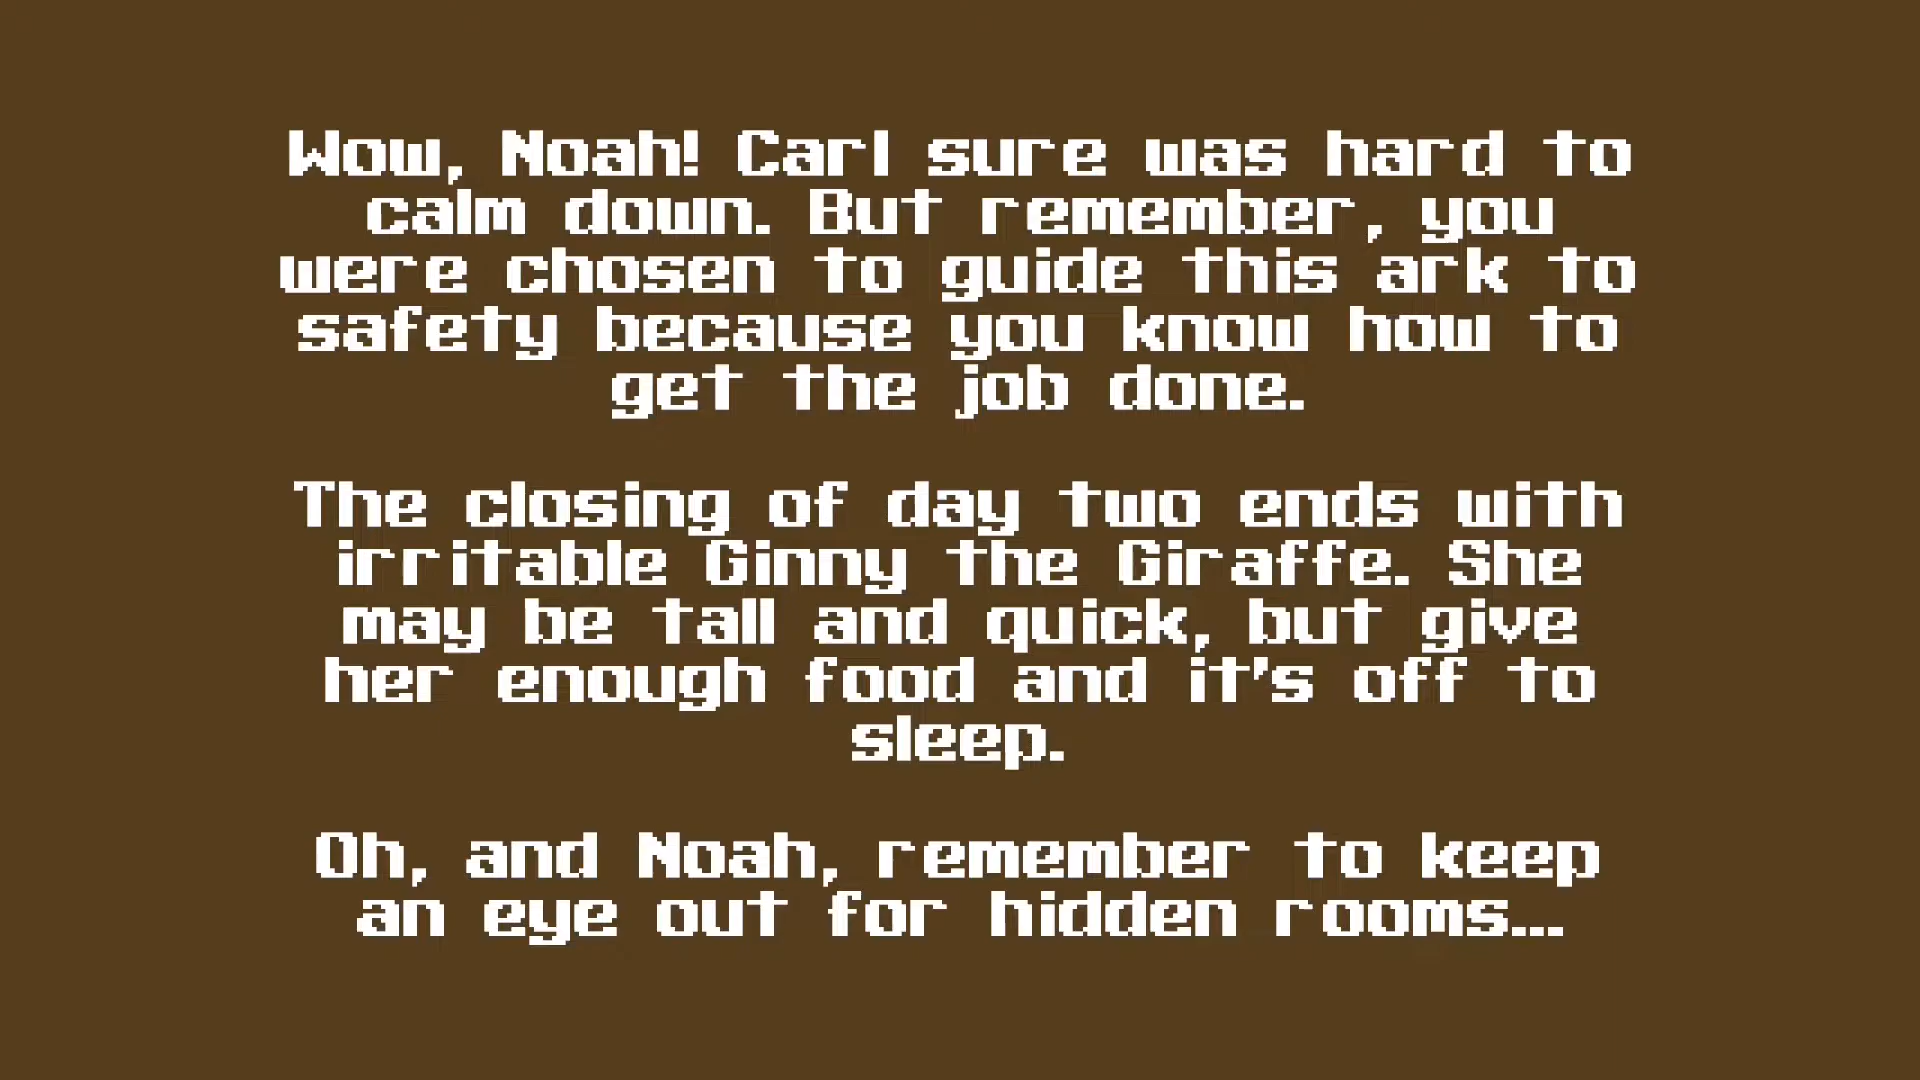 Wow, Noah! Carl sure was hard to
calm down. But remember, you
were chosen to guide this ark to
safety because you know how to
get the job done.
The closing of day two ends with
irritable Ginny the Giraffe. She
may be tall and quick, but give
her enough food and it's off to
sleep.
Oh, and Noah, remember to keep
an eye out for hidden rooms...